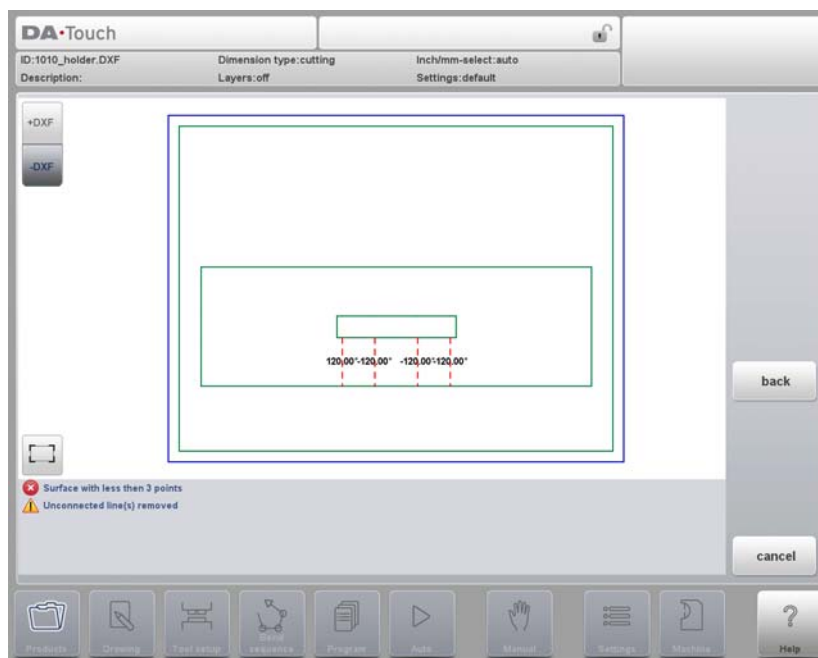 DA•Touch
ID:1010_holder.DXF Dimension type:cutting Inch/mm-select:auto
Description: Layers:off Settings:default
+DXF
-DXF
120,00°-120,00° -120,00°-120,00°
back
Surface with less then 3 points
Unconnected line(s) removed
cancel
Products Drawing Tool setup Bend sequence Program Auto Manual Settings Machine ? Help